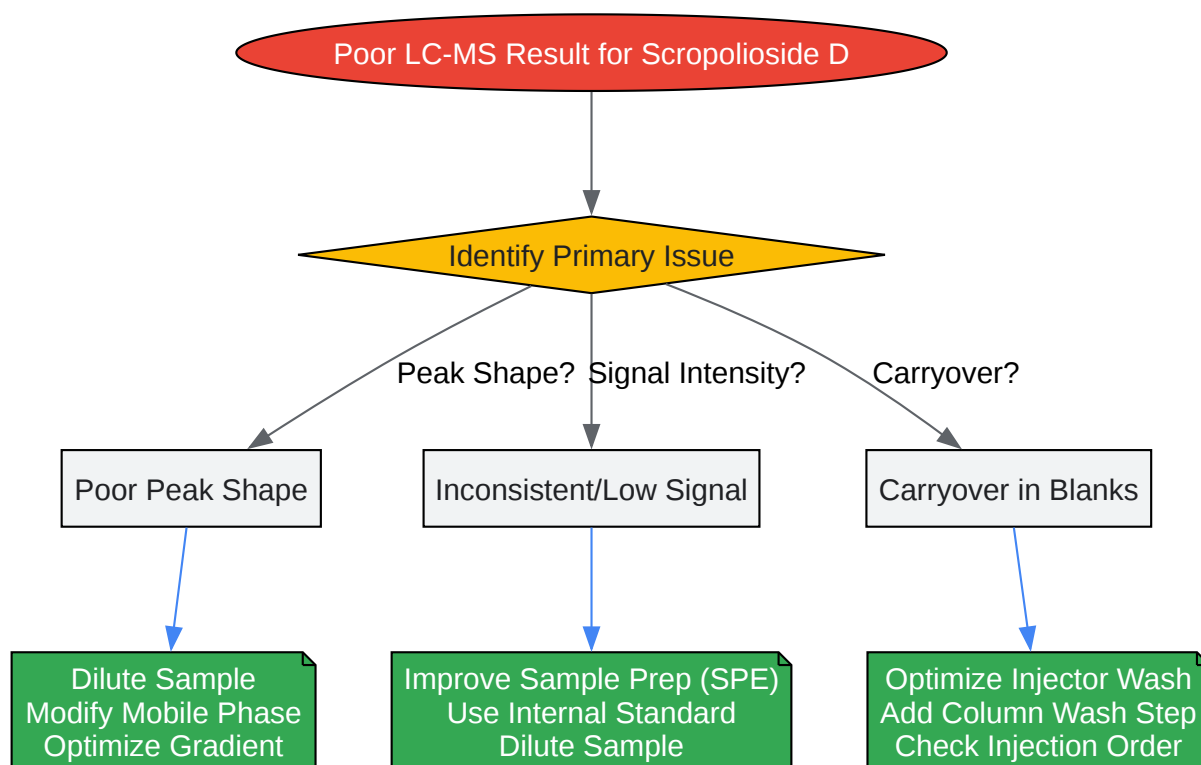 Poor LC-MS Result for Scropolioside D
Identify Primary Issue
Peak Shape?
Signal Intensity?
Carryover?
Poor Peak Shape
Inconsistent/Low Signal
Carryover in Blanks
Dilute Sample
Modify Mobile Phase
Optimize Gradient
Improve Sample Prep (SPE)
Use Internal Standard
Dilute Sample
Optimize Injector Wash
Add Column Wash Step
Check Injection Order